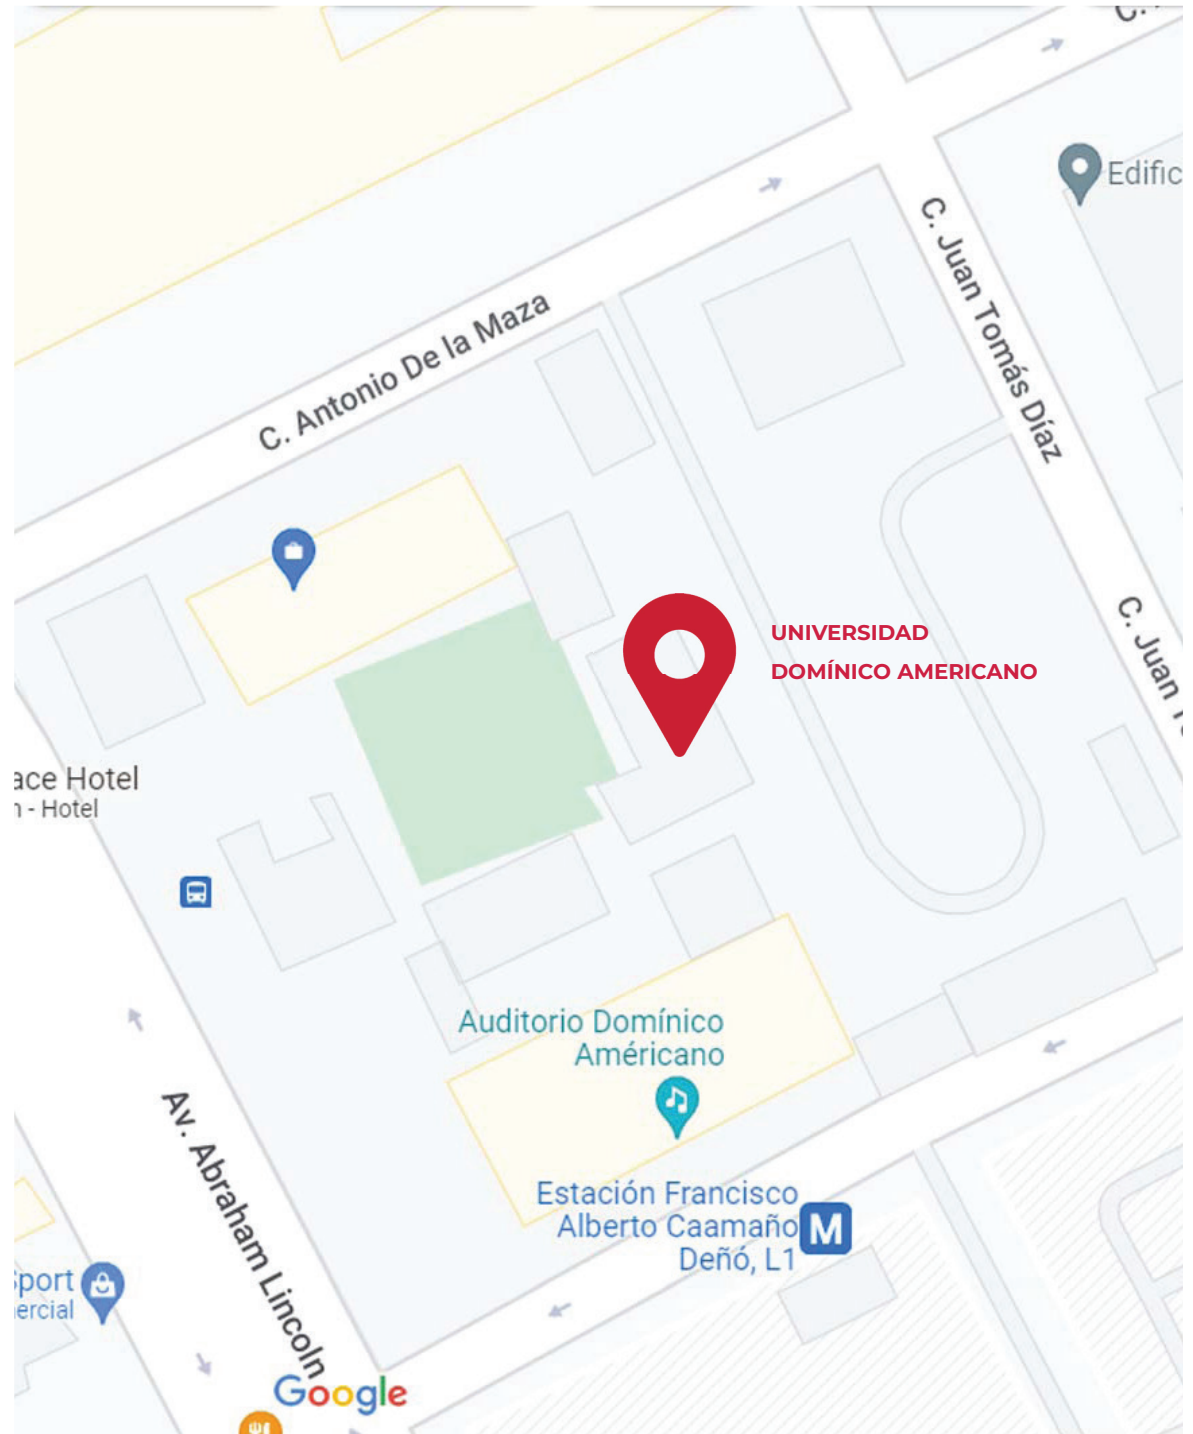 Edific
C. Juan Tomás Díaz
C. Antonio De la Maza
C. Juan
UNIVERSIDAD
DOMÍNICO AMERICANO
ace Hotel
- Hotel
Auditorio Domínico
Américano
Av. Abraham Lincoln
Estación Francisco
Alberto Caamaño
Deñó, L1
M
port
ercial
Google